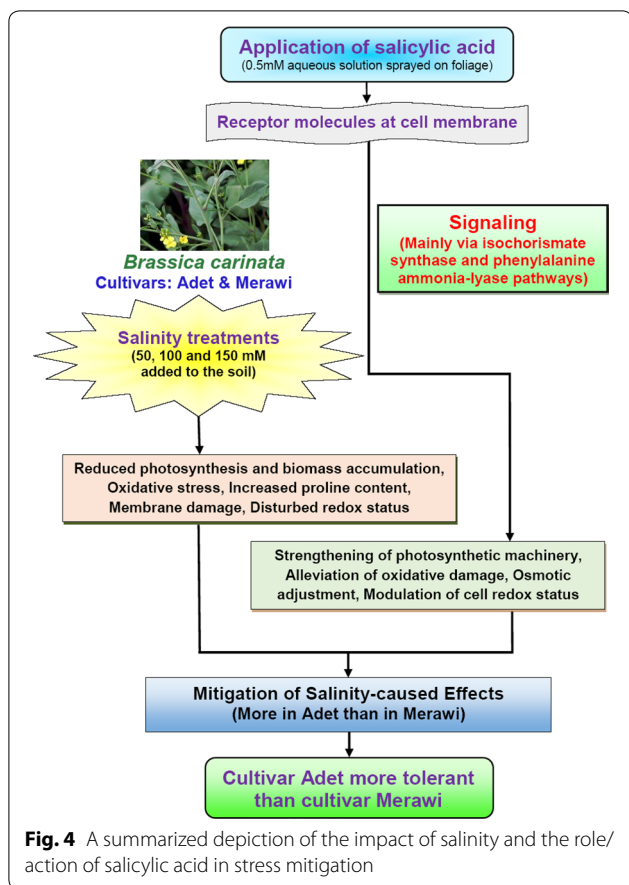 Application of salicylic acid
(0.5mM aqueous solution sprayed on foliage)
Receptor molecules at cell membrane
Signaling
(Mainly via isochorismate
synthase and phenylalanine
ammonia-lyase pathways)
Brassica carinata
Cultivars: Adet & Merawi
Salinity treatments
(50, 100 and 150 mM
added to the soil)
Reduced photosynthesis and biomass accumulation,
Oxidative stress, Increased proline content,
Membrane damage, Disturbed redox status
Strengthening of photosynthetic machinery,
Alleviation of oxidative damage, Osmotic
adjustment, Modulation of cell redox status
Mitigation of Salinity-caused Effects
(More in Adet than in Merawi)
Cultivar Adet more tolerant
than cultivar Merawi
Fig. 4 A summarized depiction of the impact of salinity and the role/
action of salicylic acid in stress mitigation